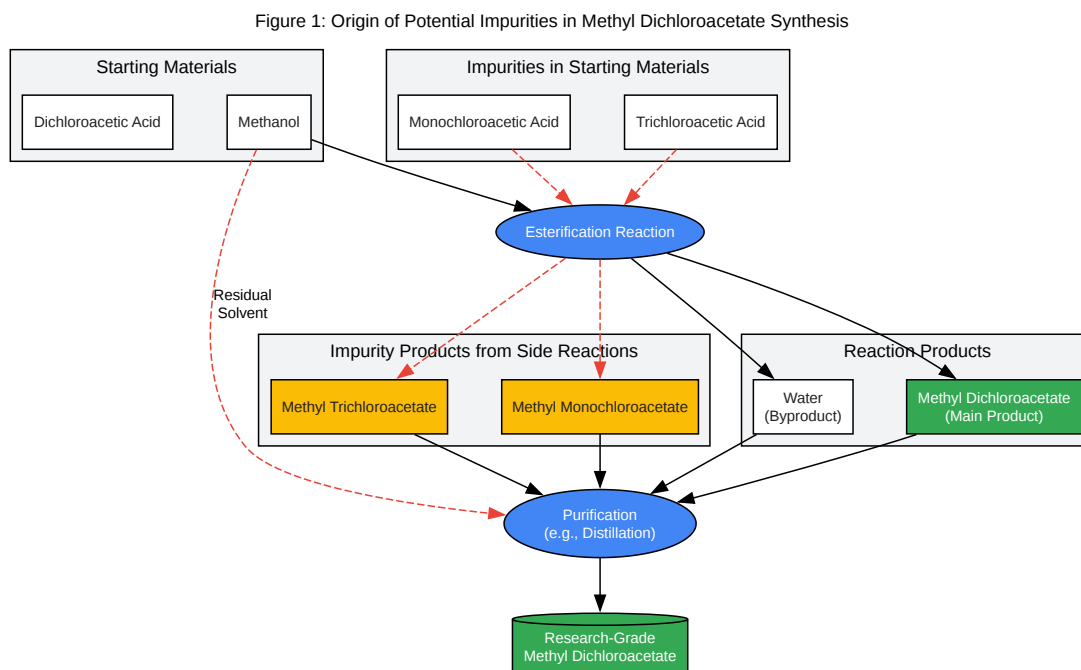 Figure 1: Origin of Potential Impurities in Methyl Dichloroacetate Synthesis
Starting Materials
Impurities in Starting Materials
Dichloroacetic Acid
Methanol
Monochloroacetic Acid
Trichloroacetic Acid
Esterification Reaction
Residual
Solvent
Impurity Products from Side Reactions
Reaction Products
Methyl Trichloroacetate
Methyl Monochloroacetate
Water
(Byproduct)
Methyl Dichloroacetate
(Main Product)
Purification
(e.g., Distillation)
Research-Grade
Methyl Dichloroacetate